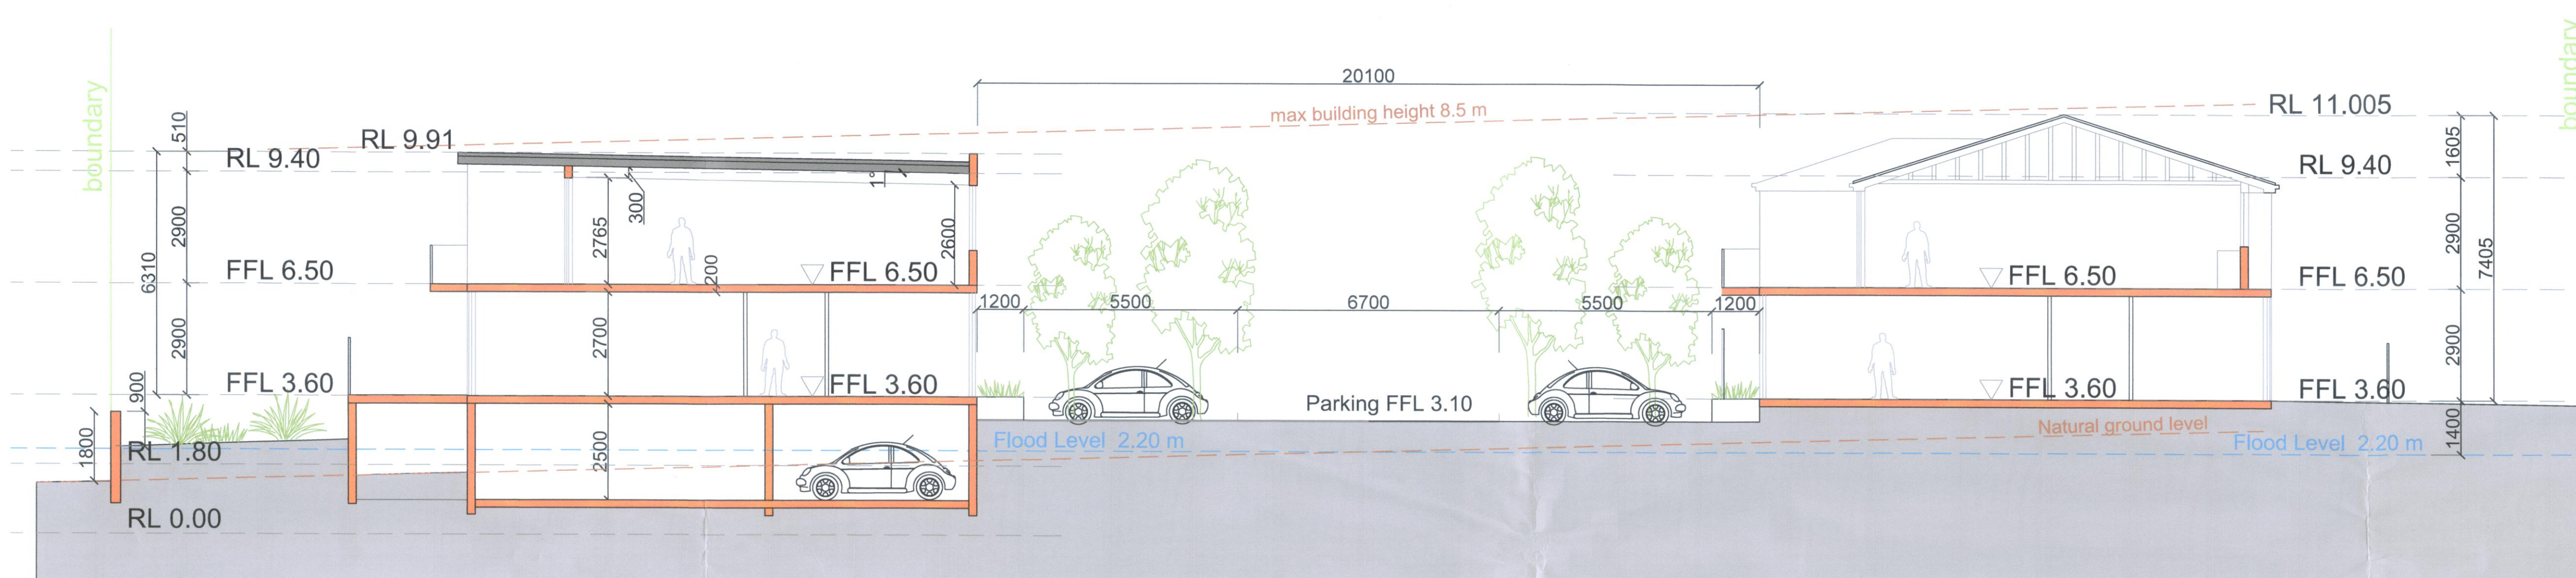 boundary
boundary
20100
max building height 8.5 m
RL 11.005
510
RL 9.91
RL 9.40
RL 9.40
1605
1°
300
2900
2765
2600
2900
7405
6310
FFL 6.50
200
FFL 6.50
FFL 6.50
FFL 6.50
1200
5500
6700
5500
1200
2900
2700
2900
FFL 3.60
FFL 3.60
FFL 3.60
FFL 3.60
900
Parking FFL 3.10
1800
RL 1.80
2500
Flood Level 2.20 m
Natural ground level
Flood Level 2.20 m
1400
RL 0.00